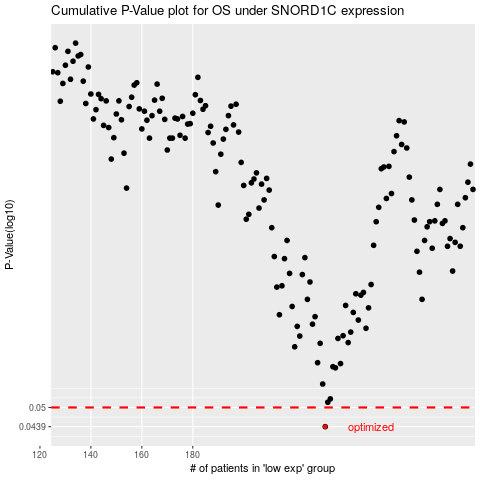 Cumulative P-Value plot for OS under SNORD1C expression
P-Value(log10)
0.05
0.0439
optimized
120 140 160 180
# of patients in 'low exp' group